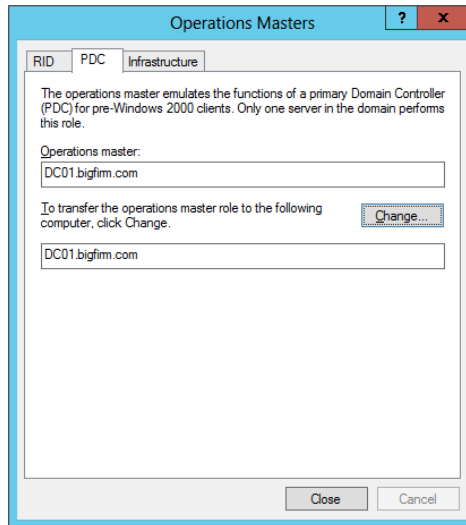 Operations Masters
? x
RID PDC Infrastructure
The operations master emulates the functions of a primary Domain Controller
(PDC) for pre-Windows 2000 clients. Only one server in the domain performs
this role.
Operations master:
DC01.bigfirm.com
To transfer the operations master role to the following
computer, click Change.
Change...
DC01.bigfirm.com
Close Cancel